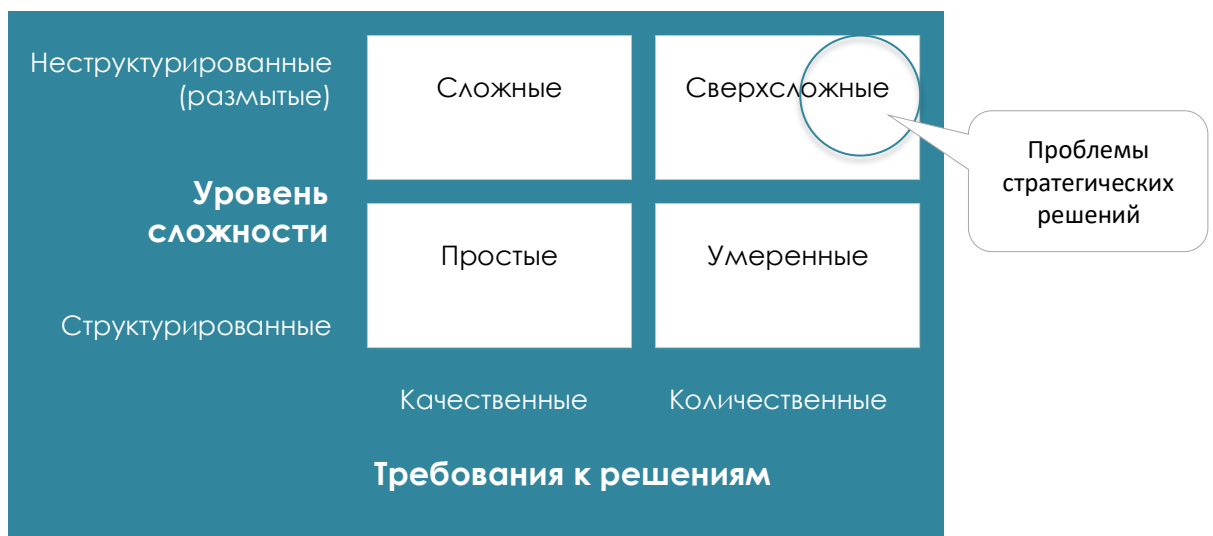 Неструктурированные
(размытые)
Сложные
Сверхсложные
Проблемы
стратегических
решений
Уровень
сложности
Простые
Умеренные
Структурированные
Качественные
Количественные
Требования к решениям